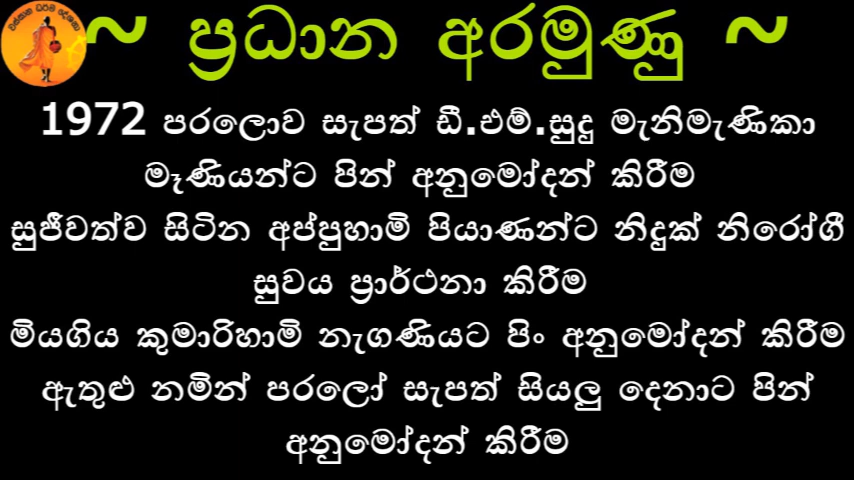 ~ ප්‍රධාන අරමුණු ~
1972 පරලොව සැපත් ඩී.එම්.සුදු මැනිමැණිකා
මෑණියන්ට පින් අනුමෝදන් කිරීම
සුජීවත්ව සිටින අප්පුහාමි පියාණන්ට නිදුක් නිරෝගී
සුවය ප්‍රාර්ථනා කිරීම
මියගිය කුමාරිහාමි නැගණියට පිං අනුමෝදන් කිරීම
ඇතුළු නමින් පරලෝ සැපත් සියලු දෙනාට පින්
අනුමෝදන් කිරීම